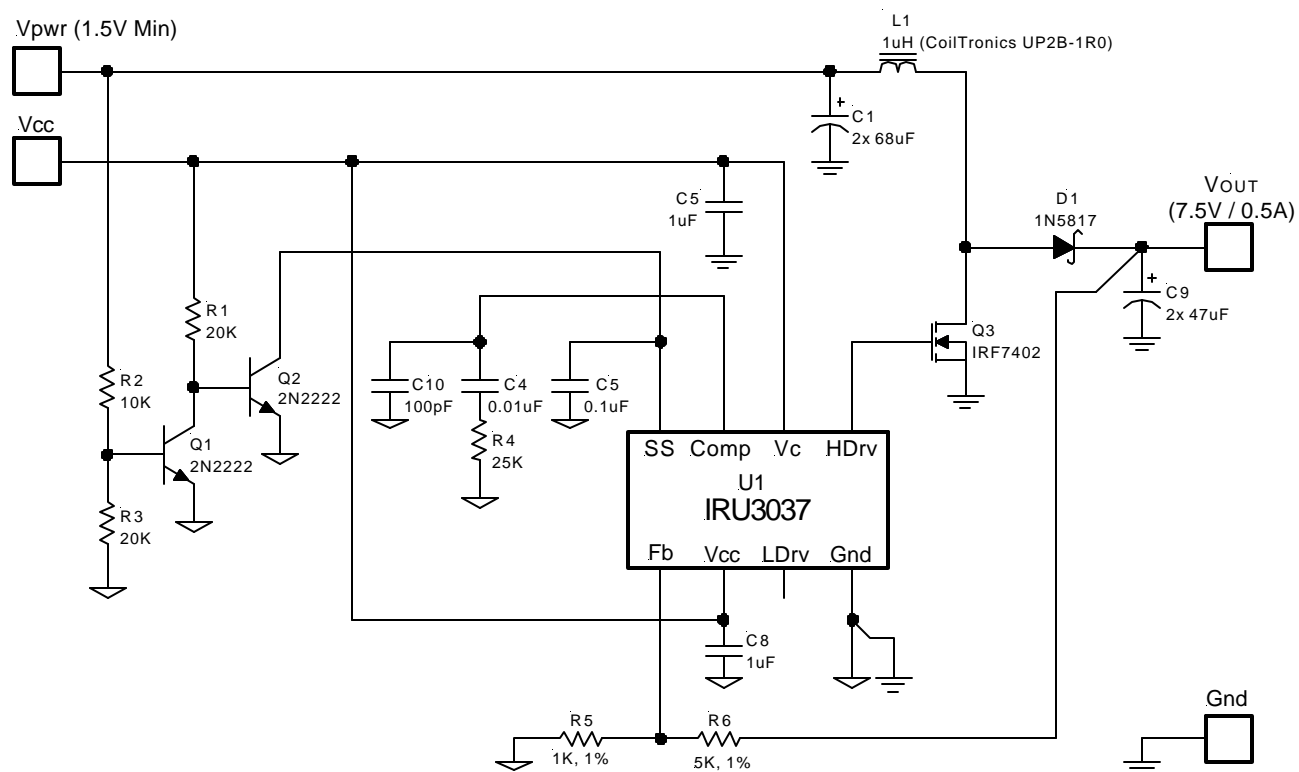 L1
1uH (CoilTronics UP2B-1R0)
Vpwr (1.5V Min)
C1
2x 68uF
Vcc
C5
1uF
D1
1N5817
VOUT
(7.5V / 0.5A)
C9
2x 47uF
R1
20K
Q3
IRF7402
R2
10K
Q2
2N2222
C10
100pF
C4
0.01uF
C5
0.1uF
R4
25K
Q1
2N2222
R3
20K
SS Comp Vc HDrv
U1
IRU3037
Fb Vcc LDrv Gnd
C8
1uF
R5
1K, 1%
R6
5K, 1%
Gnd